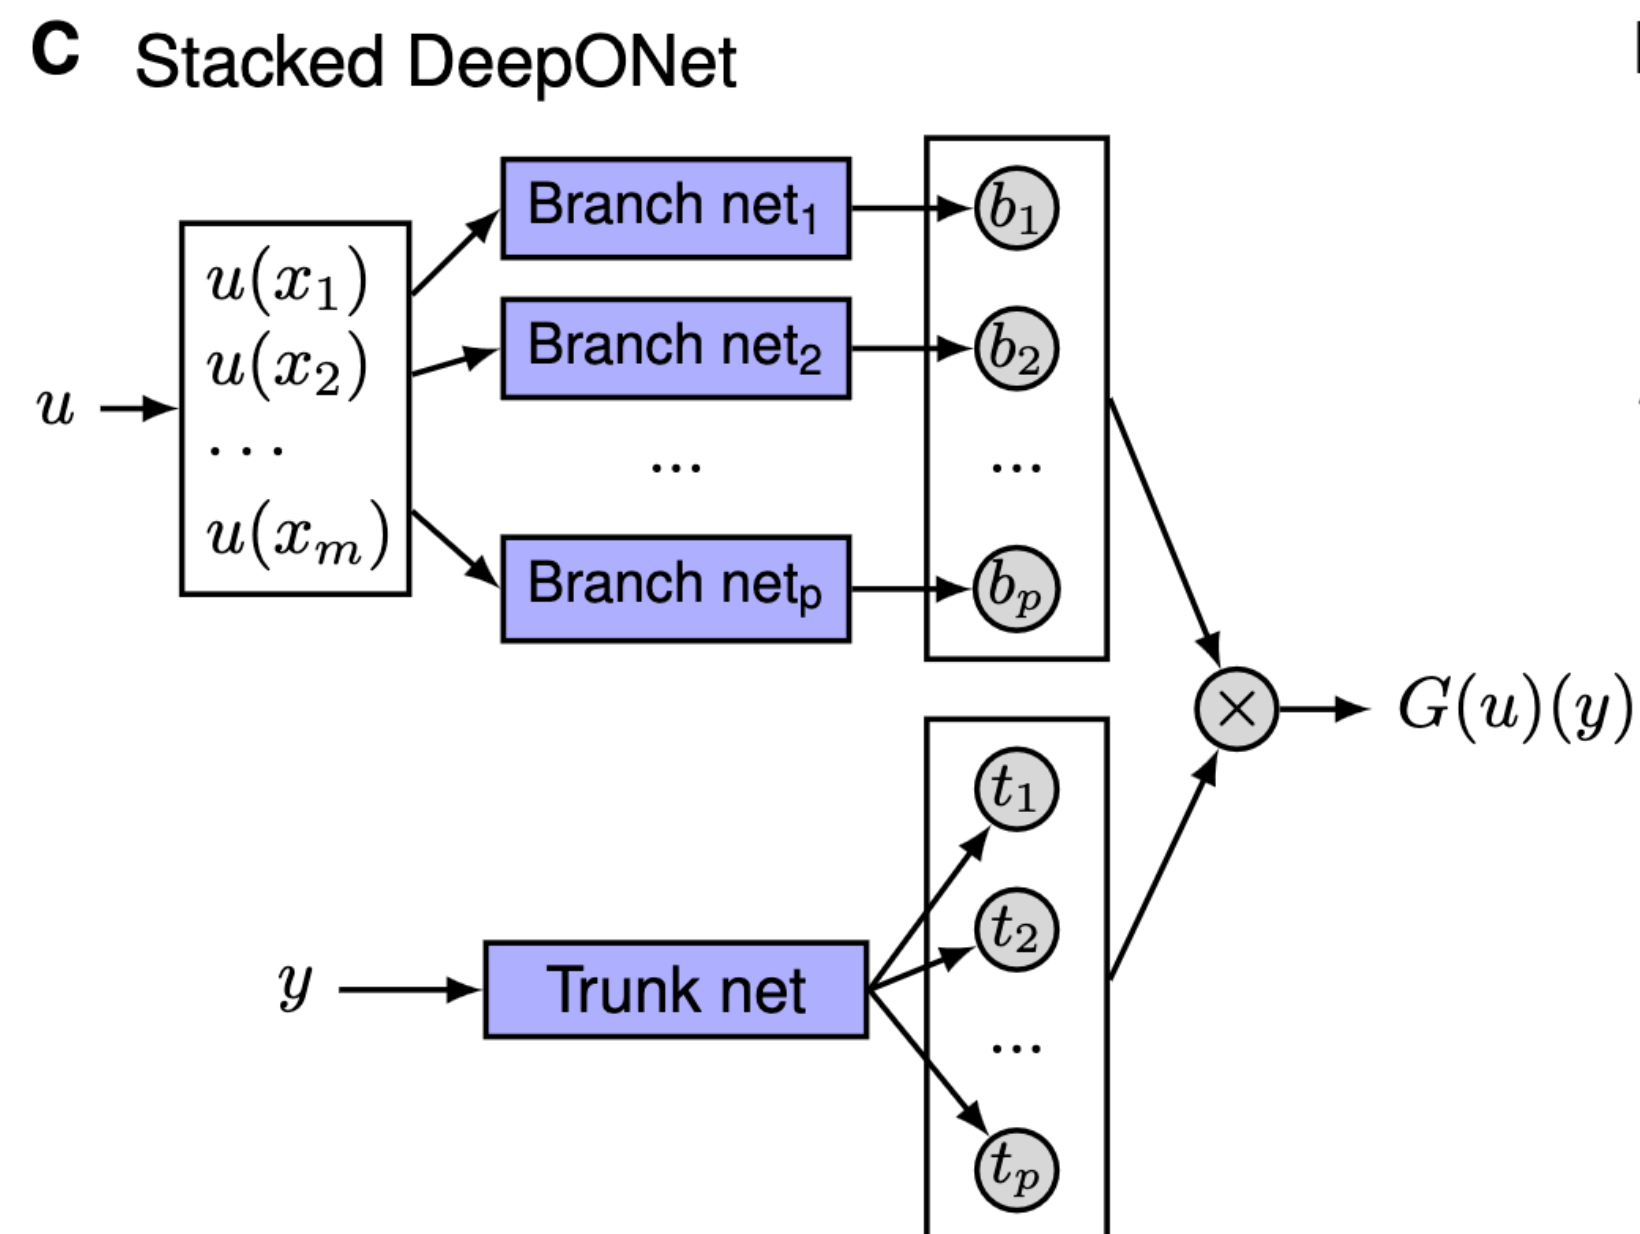 C Stacked DeepONet
u
u(x₁)
u(x₂)
...
u(xₘ)
Branch net₁
Branch net₂
...
Branch netₚ
b₁
b₂
...
bₚ
×
G(u)(y)
y
Trunk net
t₁
t₂
...
tₚ